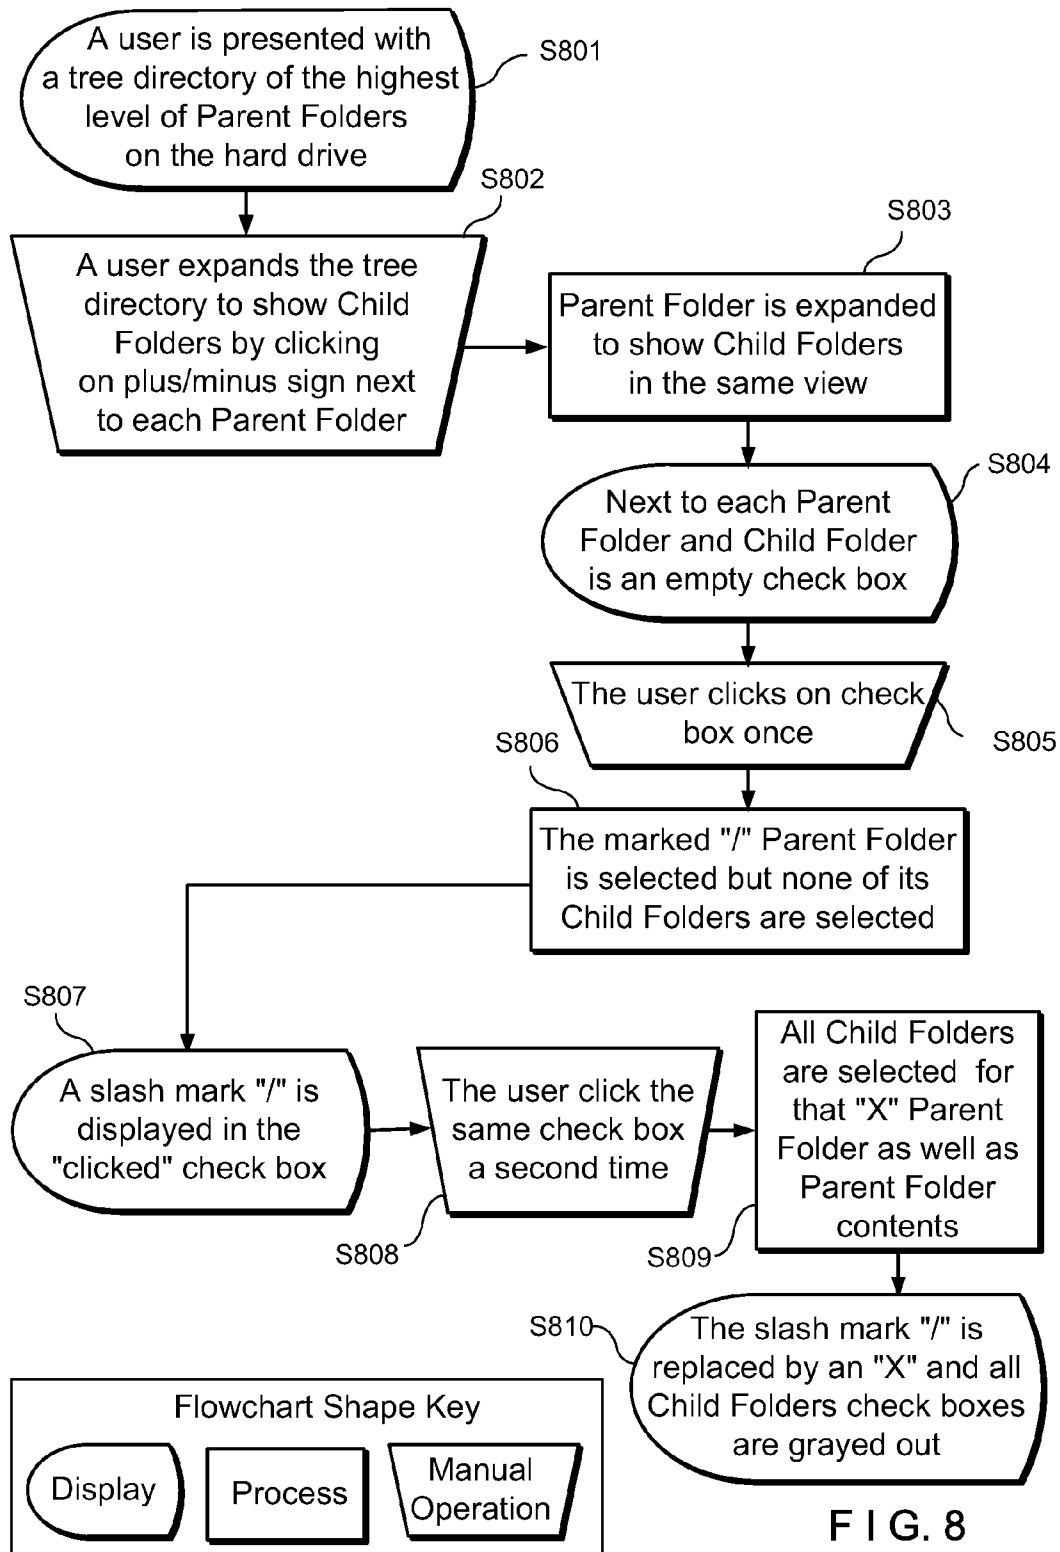 A user is presented with
a tree directory of the highest
level of Parent Folders
on the hard drive
S801
S802
A user expands the tree
directory to show Child
Folders by clicking
on plus/minus sign next
to each Parent Folder
S803
Parent Folder is expanded
to show Child Folders
in the same view
S804
Next to each Parent
Folder and Child Folder
is an empty check box
The user clicks on check
box once
S805
S806
The marked "/" Parent Folder
is selected but none of its
Child Folders are selected
S807
A slash mark "/" is
displayed in the
"clicked" check box
The user click the
same check box
a second time
S808
All Child Folders
are selected for
that "X" Parent
Folder as well as
Parent Folder
contents
S809
S810
The slash mark "/" is
replaced by an "X" and all
Child Folders check boxes
are grayed out
Flowchart Shape Key
Display
Process
Manual
Operation
FIG. 8